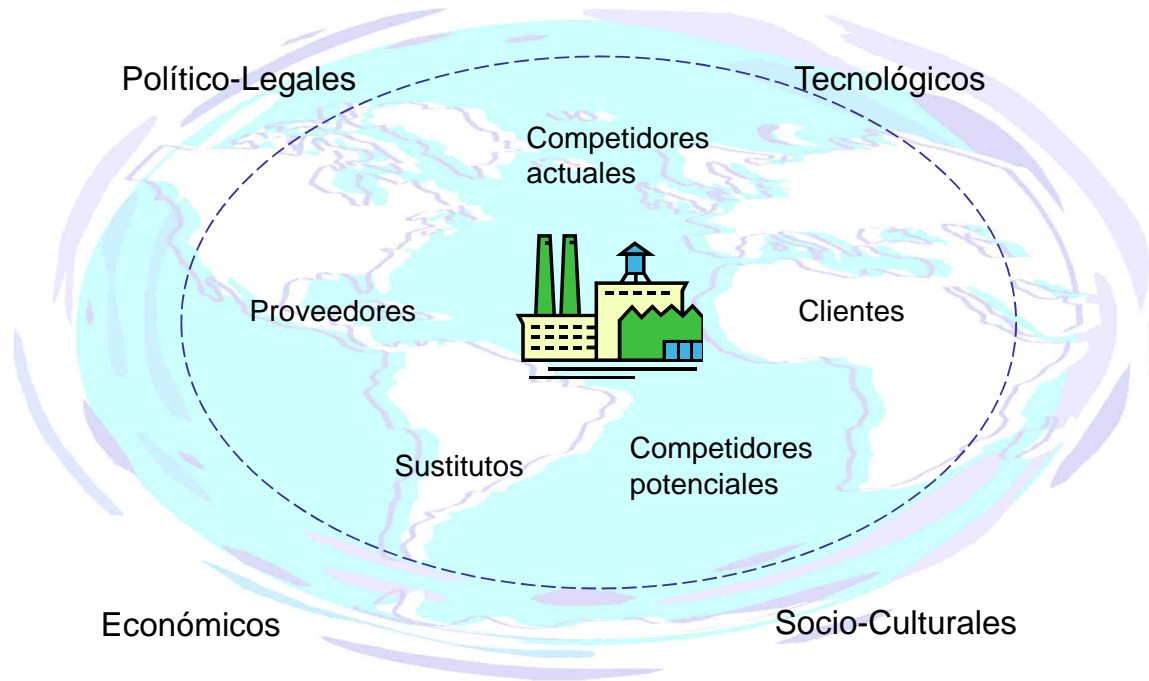 Político-Legales
Tecnológicos
Competidores
actuales
Proveedores
Clientes
Sustitutos
Competidores
potenciales
Económicos
Socio-Culturales